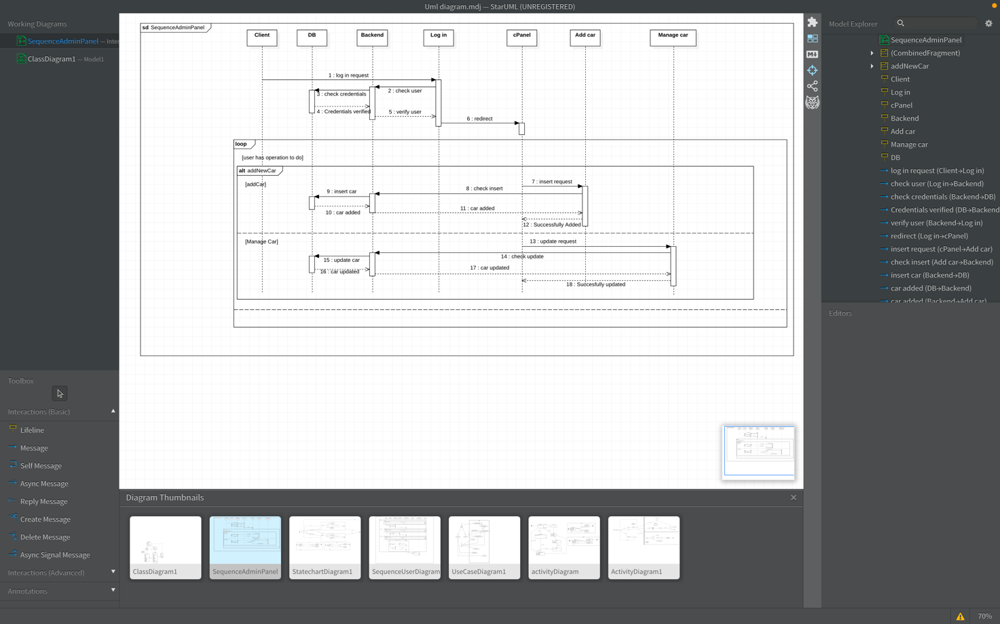 Uml diagram.mdj — StarUML (UNREGISTERED)
Working Diagrams
SequenceAdminPanel — Inter
ClassDiagram1 — Model1
Toolbox
Interactions (Basic)
Lifeline
Message
Self Message
Async Message
Reply Message
Create Message
Delete Message
Async Signal Message
Interactions (Advanced)
Annotations
sd SequenceAdminPanel
Client
DB
Backend
Log in
cPanel
Add car
Manage car
1 : log in request
2 : check user
3 : check credentials
4 : Credentials verified
5 : verify user
6 : redirect
loop
[user has operation to do]
alt addNewCar
[addCar]
7 : insert request
8 : check insert
9 : insert car
10 : car added
11 : car added
12 : Successfully Added
[Manage Car]
13 : update request
14 : check update
15 : update car
16 : car updated
17 : car updated
18 : Succesfully updated
Diagram Thumbnails
ClassDiagram1
SequenceAdminPanel
StatechartDiagram1
SequenceUserDiagram
UseCaseDiagram1
activityDiagram
ActivityDiagram1
Model Explorer
SequenceAdminPanel
(CombinedFragment)
addNewCar
Client
Log in
cPanel
Backend
Add car
Manage car
DB
log in request (Client→Log in)
check user (Log in→Backend)
check credentials (Backend→DB)
Credentials verified (DB→Backend
verify user (Backend→Log in)
redirect (Log in→cPanel)
insert request (cPanel→Add car)
check insert (Add car→Backend)
insert car (Backend→DB)
car added (DB→Backend)
car added (Backend→Add car)
Editors
M
70%